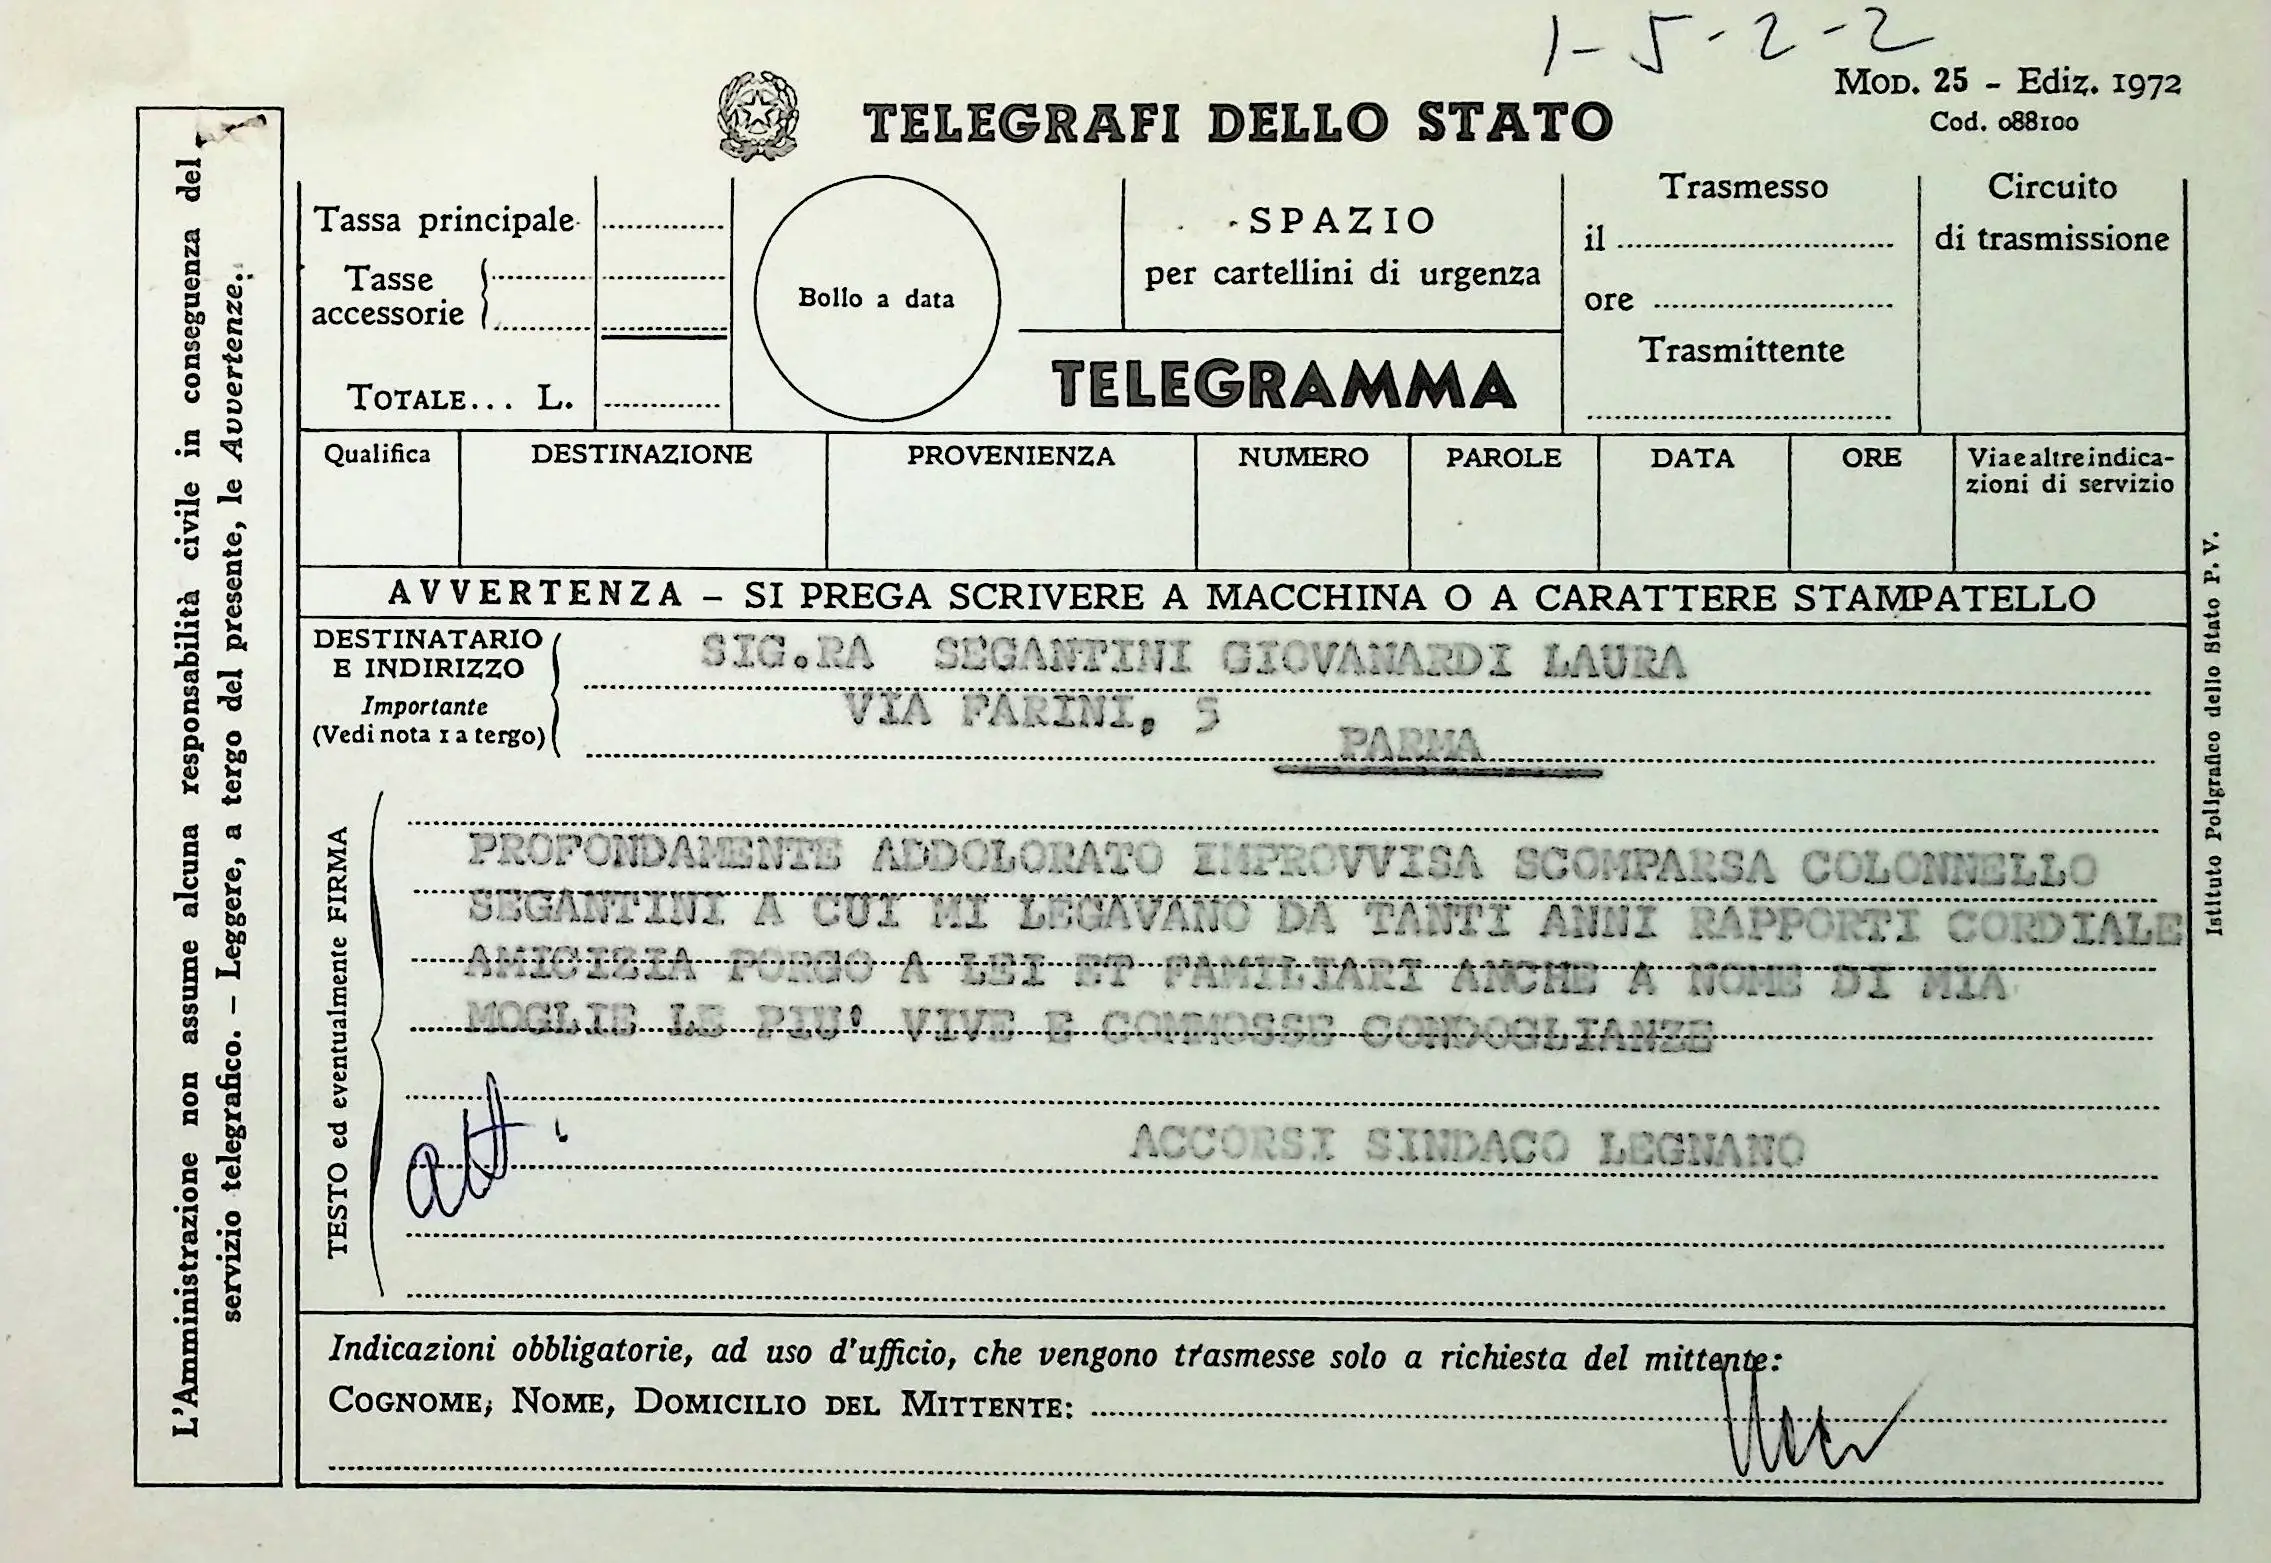 1-5-2-2
MOD. 25 - Ediz. 1972
Cod. 088100
TELEGRAFI DELLO STATO
L'Amministrazione non assume alcuna responsabilità civile in conseguenza del
servizio telegrafico. – Leggere, a tergo del presente, le Avvertenze.
Tassa principale
Tasse
accessorie
TOTALE... L.
Bollo a data
SPAZIO
per cartellini di urgenza
TELEGRAMMA
Trasmesso
il
ore
Trasmittente
Circuito
di trasmissione
Qualifica
DESTINAZIONE
PROVENIENZA
NUMERO
PAROLE
DATA
ORE
Via e altre indica-
zioni di servizio
AVVERTENZA – SI PREGA SCRIVERE A MACCHINA O A CARATTERE STAMPATELLO
DESTINATARIO
E INDIRIZZO
Importante
(Vedi nota 1 a tergo)
SIG.RA SEGANTINI GIOVANARDI LAURA
VIA FARINI, 5
PARMA
TESTO ed eventualmente FIRMA
PROFONDAMENTE ADDOLORATO IMPROVVISA SCOMPARSA COLONNELLO
SEGANTINI A CUI MI LEGAVANO DA TANTI ANNI RAPPORTI CORDIALE
AMICIZIA PORGO A LEI ET FAMILIARI ANCHE A NOME DI MIA
MOGLIE LE PIU' VIVE E COMMOSSE CONDOGLIANZE
ACCORSI SINDACO LEGNANO
att.
Indicazioni obbligatorie, ad uso d'ufficio, che vengono trasmesse solo a richiesta del mittente:
COGNOME, NOME, DOMICILIO DEL MITTENTE:
Istituto Poligrafico dello Stato P. V.